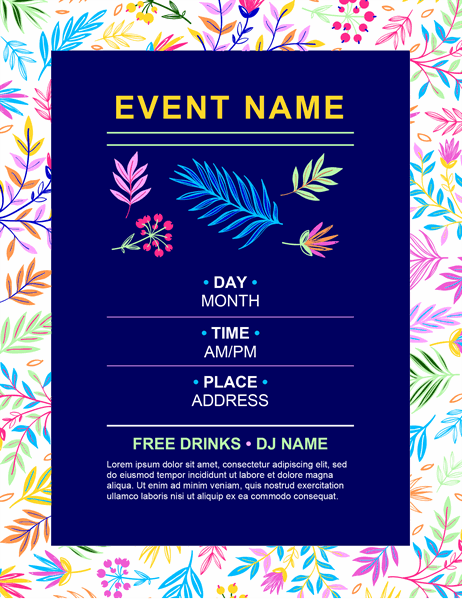 EVENT NAME
• DAY •
MONTH
• TIME •
AM/PM
• PLACE •
ADDRESS
FREE DRINKS • DJ NAME
Lorem ipsum dolor sit amet, consectetur adipiscing elit,
sed do eiusmod tempor incididunt ut labore et dolore magna
aliqua. Ut enim ad minim veniam, quis nostrud exercitation
ullamco laboris nisi ut aliquip ex ea commodo consequat.